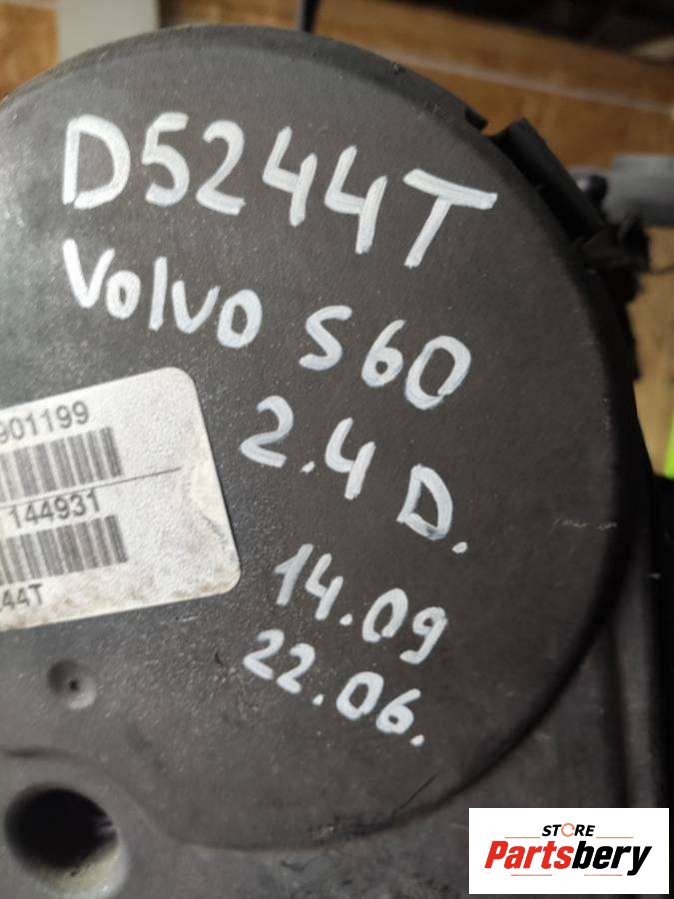 D5244T
Volvo S60
2.4 D.
14.09
22.06.
901199
144931
44T
STORE
Partsbery